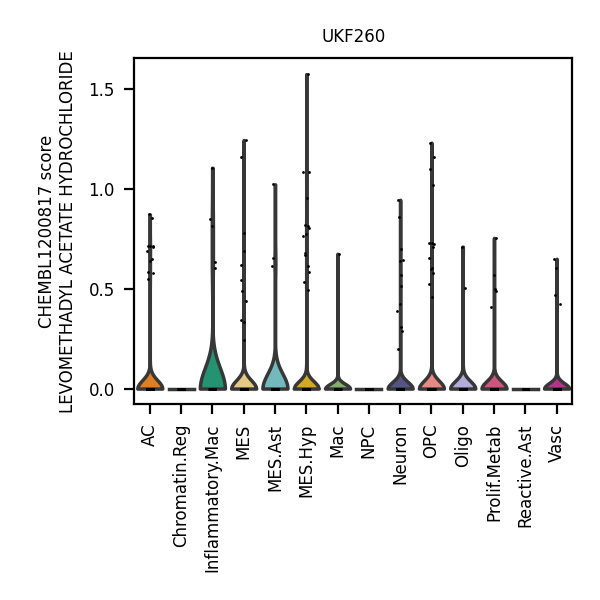 UKF260
CHEMBL1200817 score
LEVOMETHADYL ACETATE HYDROCHLORIDE
1.5
1.0
0.5
0.0
AC
Chromatin.Reg
Inflammatory.Mac
MES
MES.Ast
MES.Hyp
Mac
NPC
Neuron
OPC
Oligo
Prolif.Metab
Reactive.Ast
Vasc